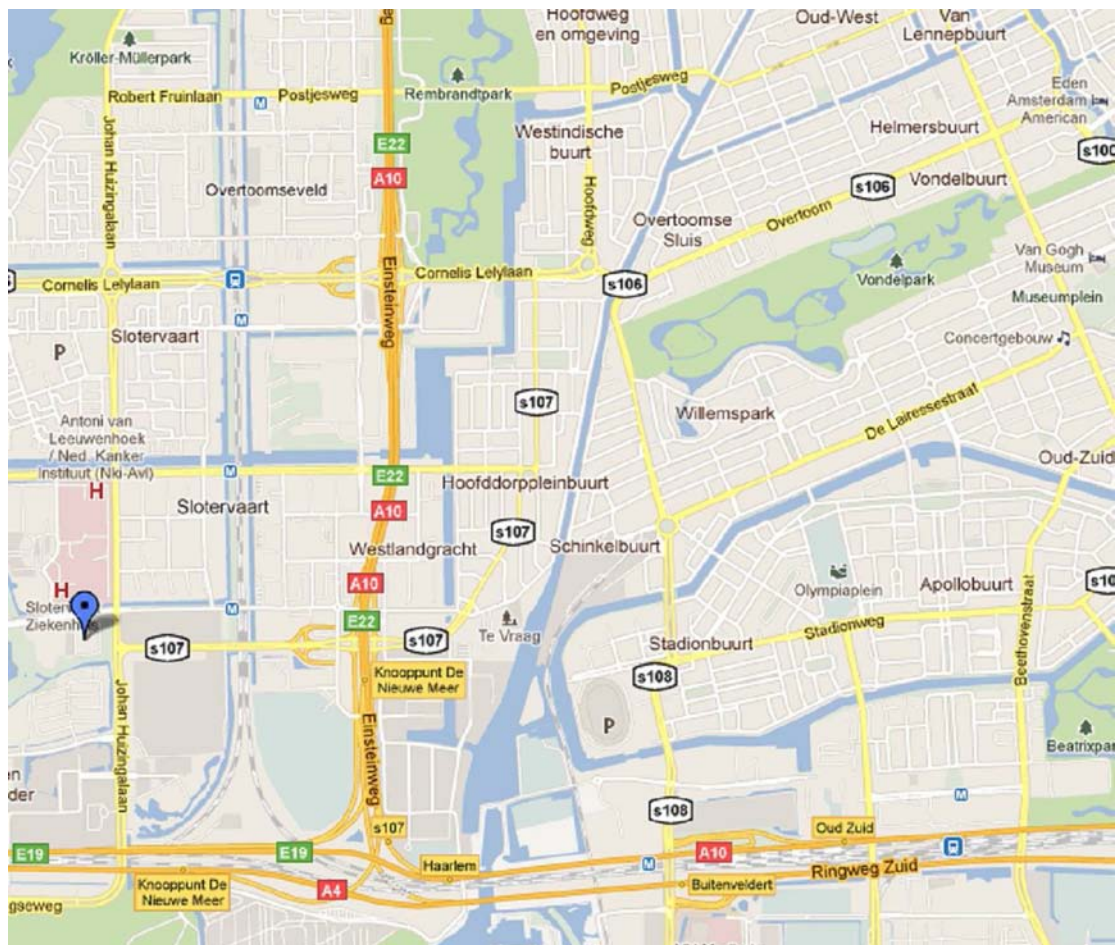 Hoofdweg
en omgeving
Oud-West
Van
Lennepbuurt
Kröller-Müllerpark
Robert Fruinlaan
Postjesweg
Rembrandtpark
Postjesweg
M
Eden
Amsterdam
American
Johan Huizingalaan
E22
Westindische
buurt
Helmersbuurt
s100
A10
Overtoomseveld
Hoofdweg
s106
Vondelbuurt
Overtoomse
Sluis
Overtoom
Van Gogh
Museum
Cornelis Lelylaan
Einsteinweg
Cornelis Lelylaan
s106
Vondelpark
Museumplein
M
Slotervaart
Concertgebouw
P
s107
Willemspark
De Lairessestraat
Antoni van
Leeuwenhoek
/ Ned. Kanker
Instituut (Nki-Avl)
M
E22
Hoofddorppleinbuurt
Oud-Zuid
H
Slotervaart
A10
s107
Westlandgracht
Schinkelbuurt
A10
H
Ziekenhuis
M
E22
s107
Te Vraag
Olympiaplein
Apollobuurt
s107
Stadionbuurt
Stadionweg
Beethovenstraat
Knooppunt De
Nieuwe Meer
s108
Johan Huizingalaan
Einsteinweg
P
M
s108
s107
Oud Zuid
E19
E19
Haarlem
M
A10
Ringweg Zuid
Knooppunt De
Nieuwe Meer
A4
Buitenveldert